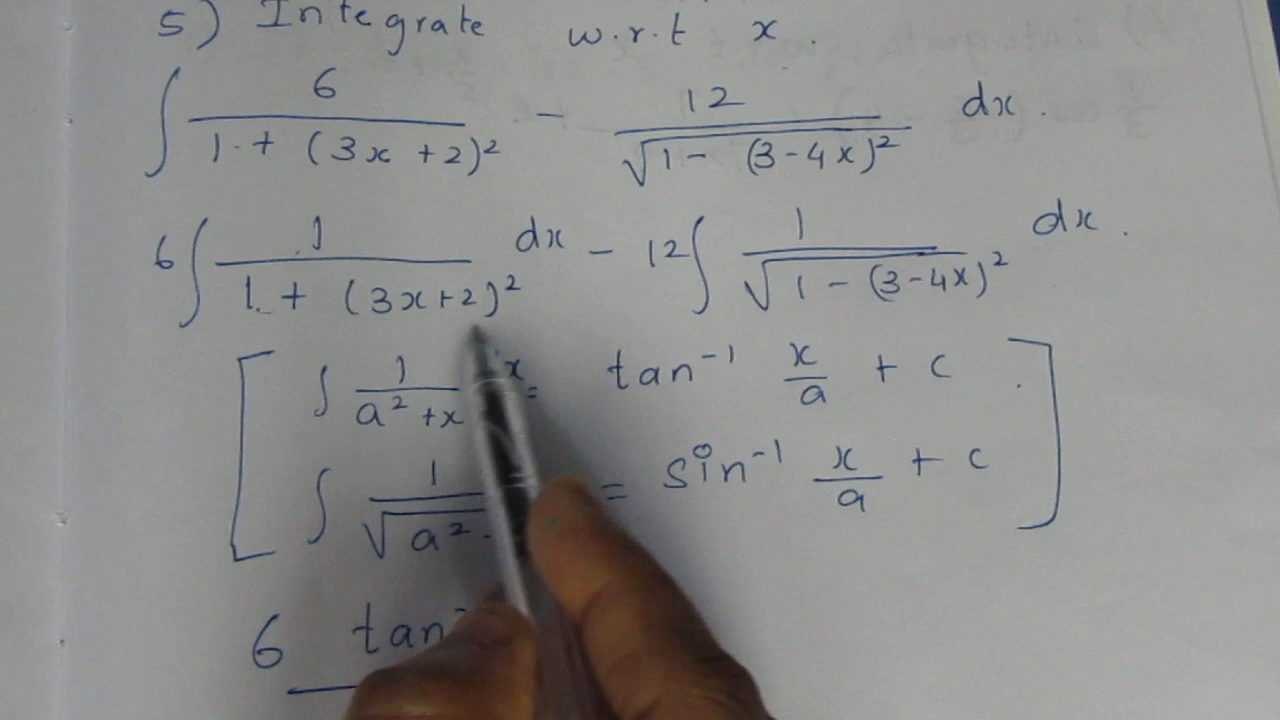 5) Integrate w.r.t x.
∫ 6 / 1 + (3x + 2)² - 12 / √1 - (3 - 4x)² dx.
6 ∫ 1 / 1 + (3x+2)² dx - 12 ∫ 1 / √1 - (3-4x)² dx.
[ ∫ 1 / a² + x x = tan⁻¹ x/a + c
∫ 1 / √a² - = sin⁻¹ x/a + c ]
6 tan